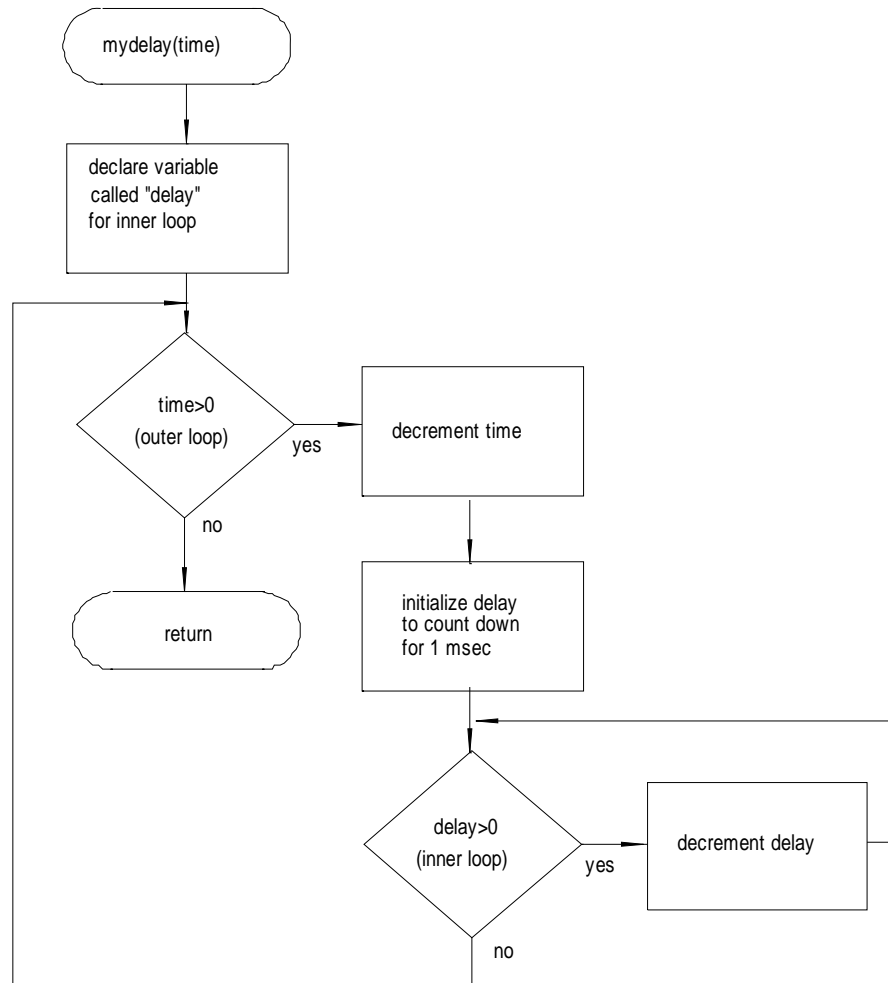 mydelay(time)
declare variable
called "delay"
for inner loop
time>0
(outer loop)
yes
no
decrement time
return
initialize delay
to count down
for 1 msec
delay>0
(inner loop)
yes
no
decrement delay